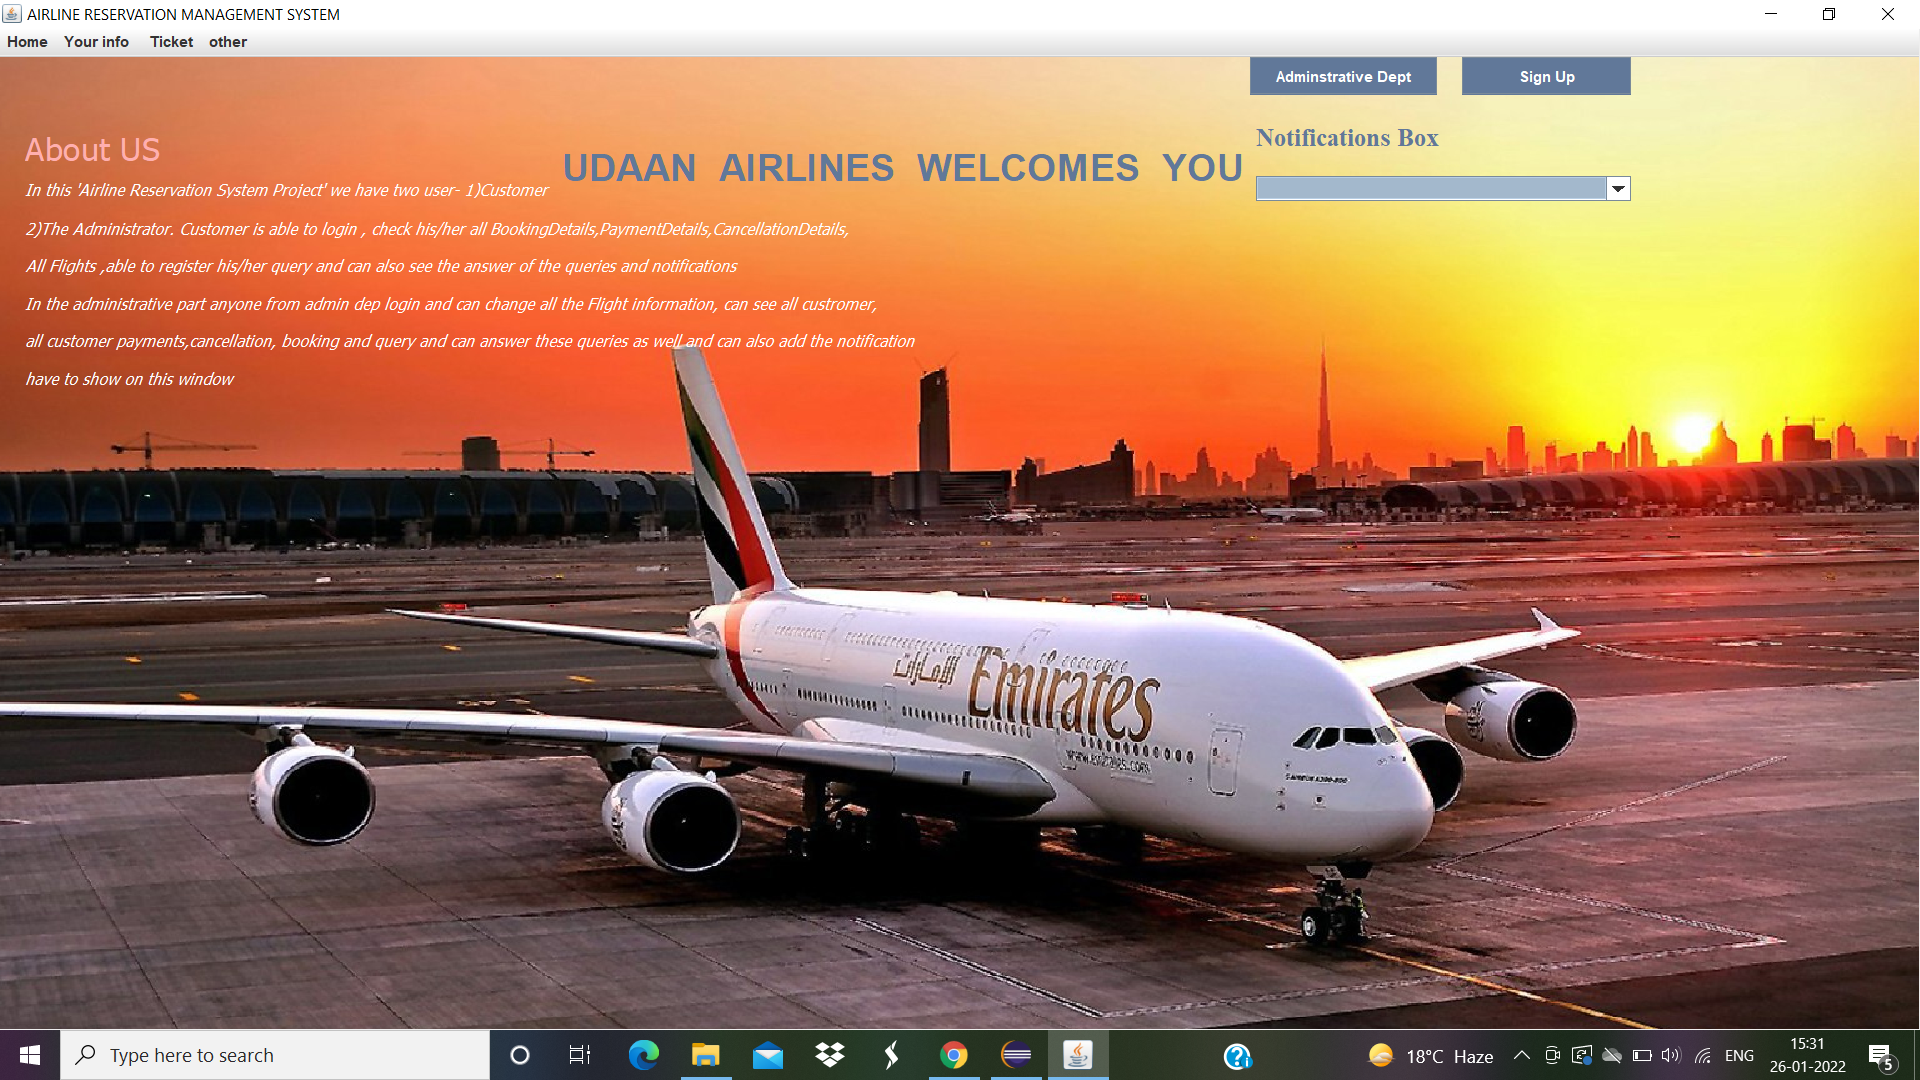 AIRLINE RESERVATION MANAGEMENT SYSTEM
Home Your info Ticket other
Adminstrative Dept Sign Up
Notifications Box
About US
UDAAN AIRLINES WELCOMES YOU
In this 'Airline Reservation System Project' we have two user- 1)Customer
2)The Administrator. Customer is able to login , check his/her all BookingDetails,PaymentDetails,CancellationDetails,
All Flights ,able to register his/her query and can also see the answer of the queries and notifications
In the administrative part anyone from admin dep login and can change all the Flight information, can see all custromer,
all customer payments,cancellation, booking and query and can answer these queries as well and can also add the notification
have to show on this window
الإمارات Emirates
www.emirates.com
Type here to search
18°C Haze
ENG
15:31
26-01-2022
5